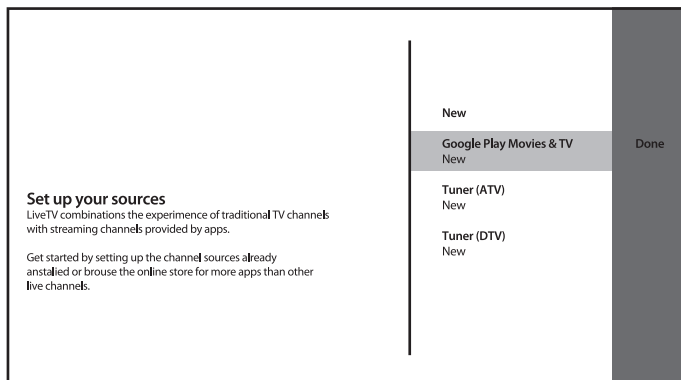 Set up your sources
LiveTV combinations the experimence of traditional TV channels
with streaming channels provided by apps.
Get started by setting up the channel sources already
anstalied or brouse the online store for more apps than other
live channels.
New
Google Play Movies & TV
New
Tuner (ATV)
New
Tuner (DTV)
New
Done